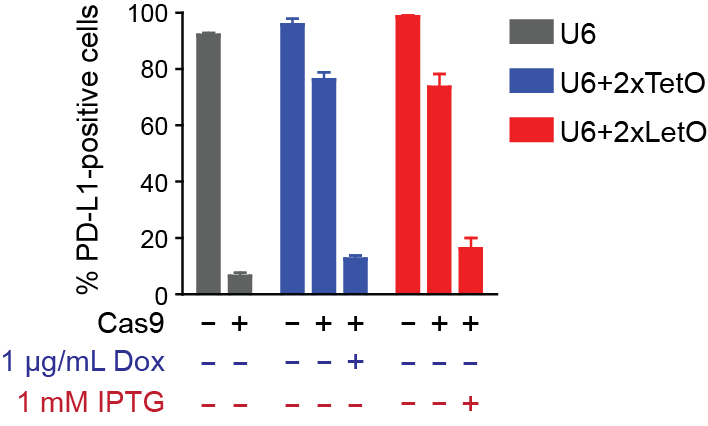 % PD-L1-positive cells
100
80
60
40
20
0
U6
U6+2xTetO
U6+2xLetO
Cas9 − + − + + − + +
1 µg/mL Dox − − − − + − − −
1 mM IPTG − − − − − − − +